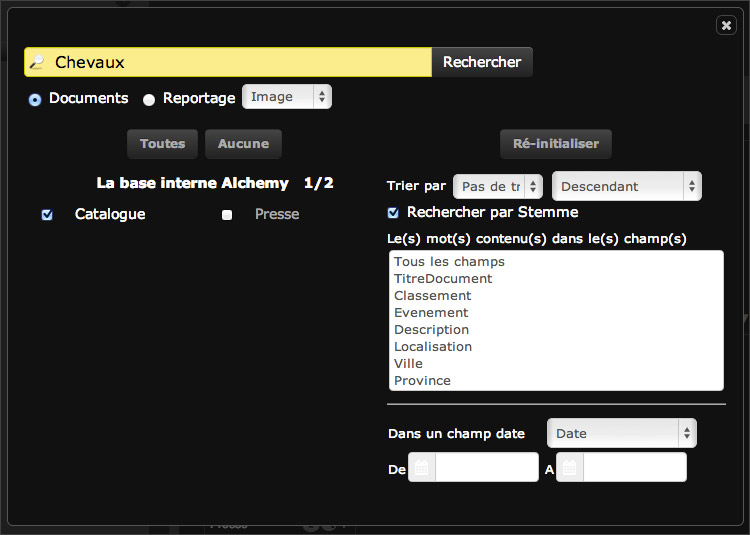 Chevaux Rechercher
Documents Reportage Image
Toutes Aucune
La base interne Alchemy 1/2
Catalogue Presse
Ré-initialiser
Trier par Pas de tr Descendant
Rechercher par Stemme
Le(s) mot(s) contenu(s) dans le(s) champ(s)
Tous les champs
TitreDocument
Classement
Evenement
Description
Localisation
Ville
Province
Dans un champ date Date
De A